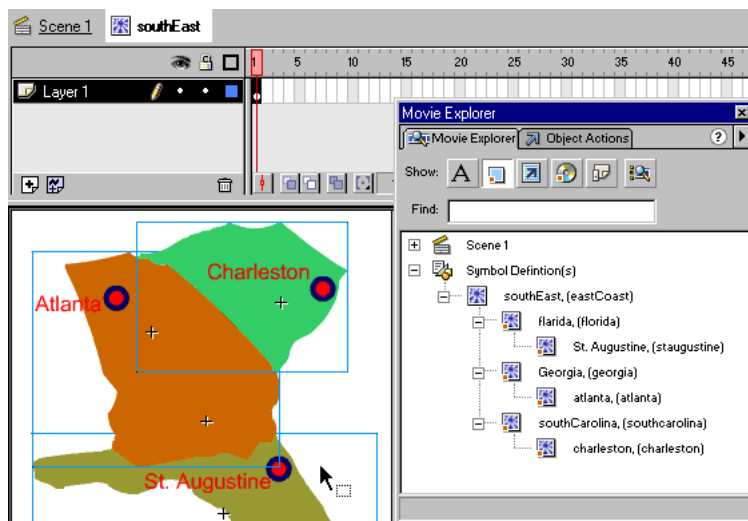 Scene 1 southEast
1 5 10 15 20 25 30 35 40 45
Layer 1
Movie Explorer
Movie Explorer Object Actions ?
Show: A
Find:
Scene 1
Symbol Defintion(s)
southEast, (eastCoast)
flarida, (florida)
St. Augustine, (staugustine)
Georgia, (georgia)
atlanta, (atlanta)
southCarolina, (southcarolina)
charleston, (charleston)
Charleston
Atlanta
St. Augustine